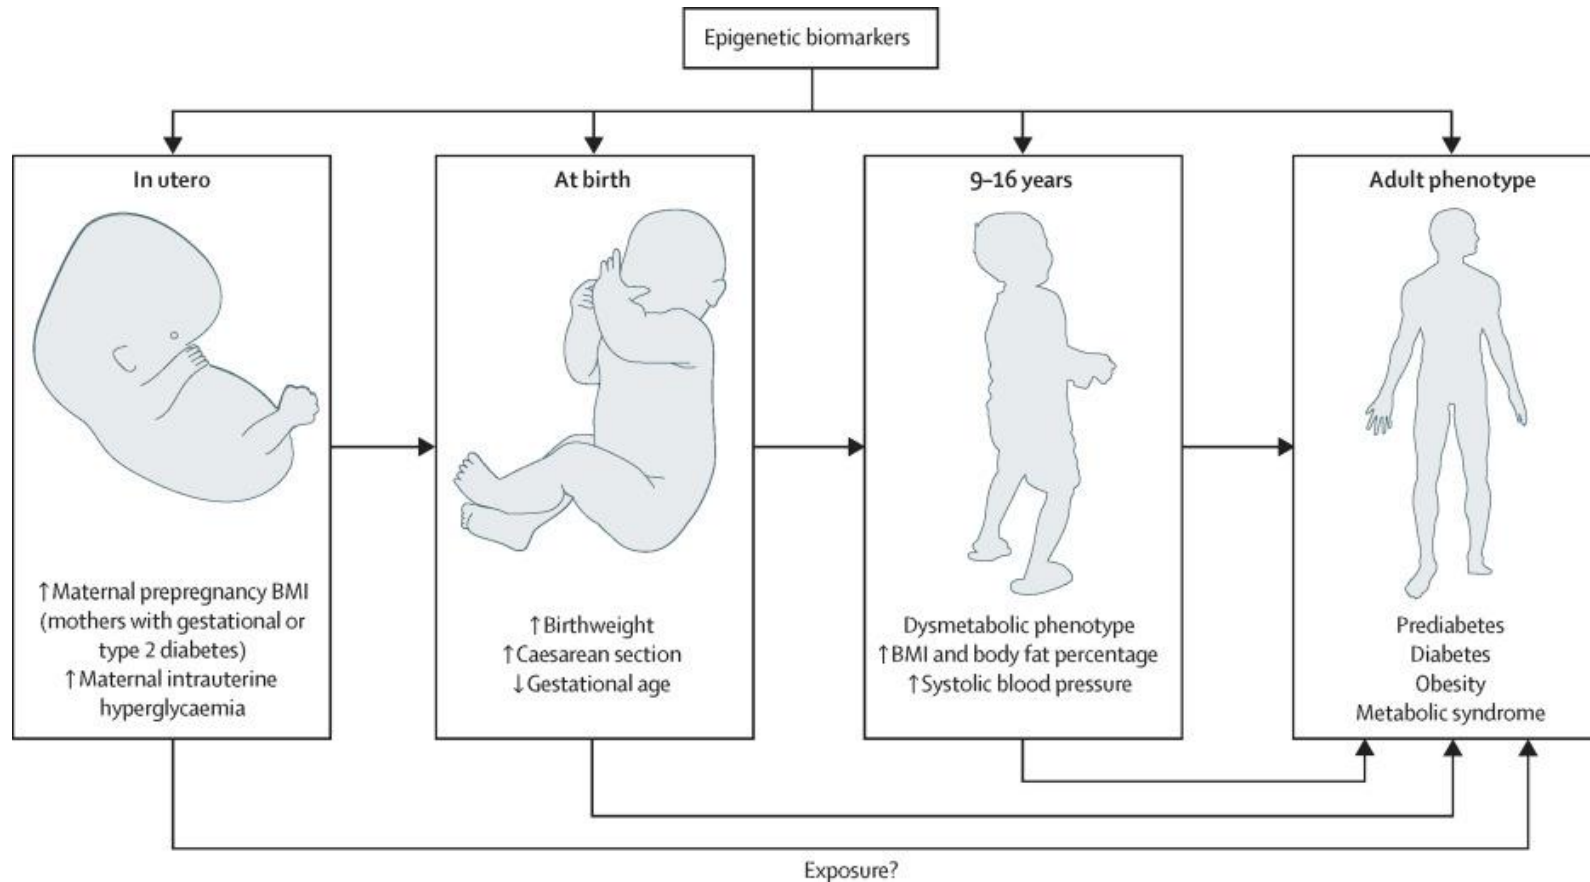 Epigenetic biomarkers
In utero
↑Maternal prepregnancy BMI
(mothers with gestational or
type 2 diabetes)
↑Maternal intrauterine
hyperglycaemia
At birth
↑Birthweight
↑Caesarean section
↓Gestational age
9–16 years
Dysmetabolic phenotype
↑BMI and body fat percentage
↑Systolic blood pressure
Adult phenotype
Prediabetes
Diabetes
Obesity
Metabolic syndrome
Exposure?